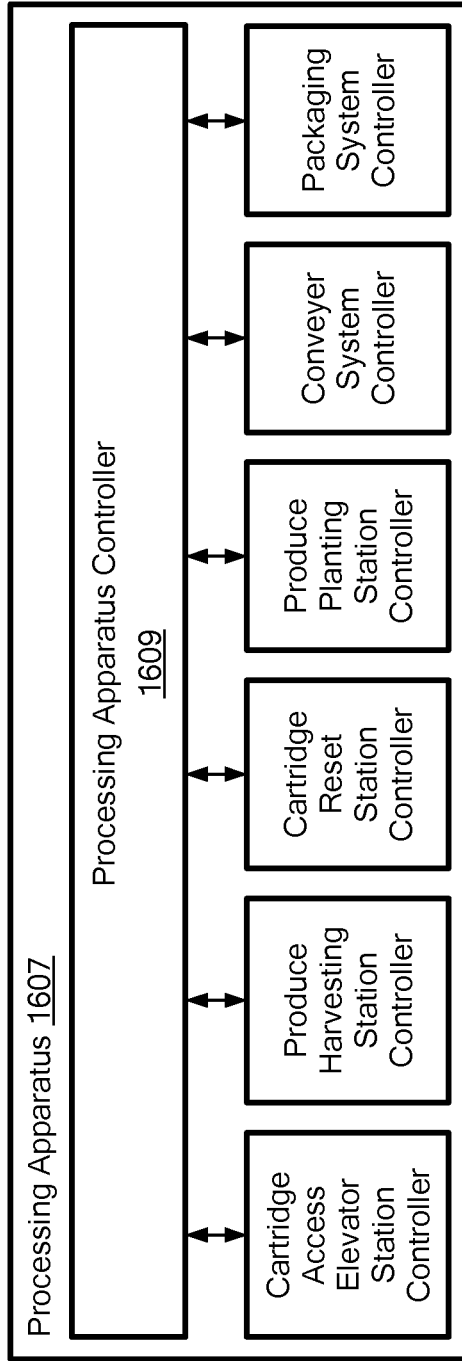 Processing Apparatus 1607
Processing Apparatus Controller
1609
Cartridge
Access
Elevator
Station
Controller
Produce
Harvesting
Station
Controller
Cartridge
Reset
Station
Controller
Produce
Planting
Station
Controller
Conveyer
System
Controller
Packaging
System
Controller